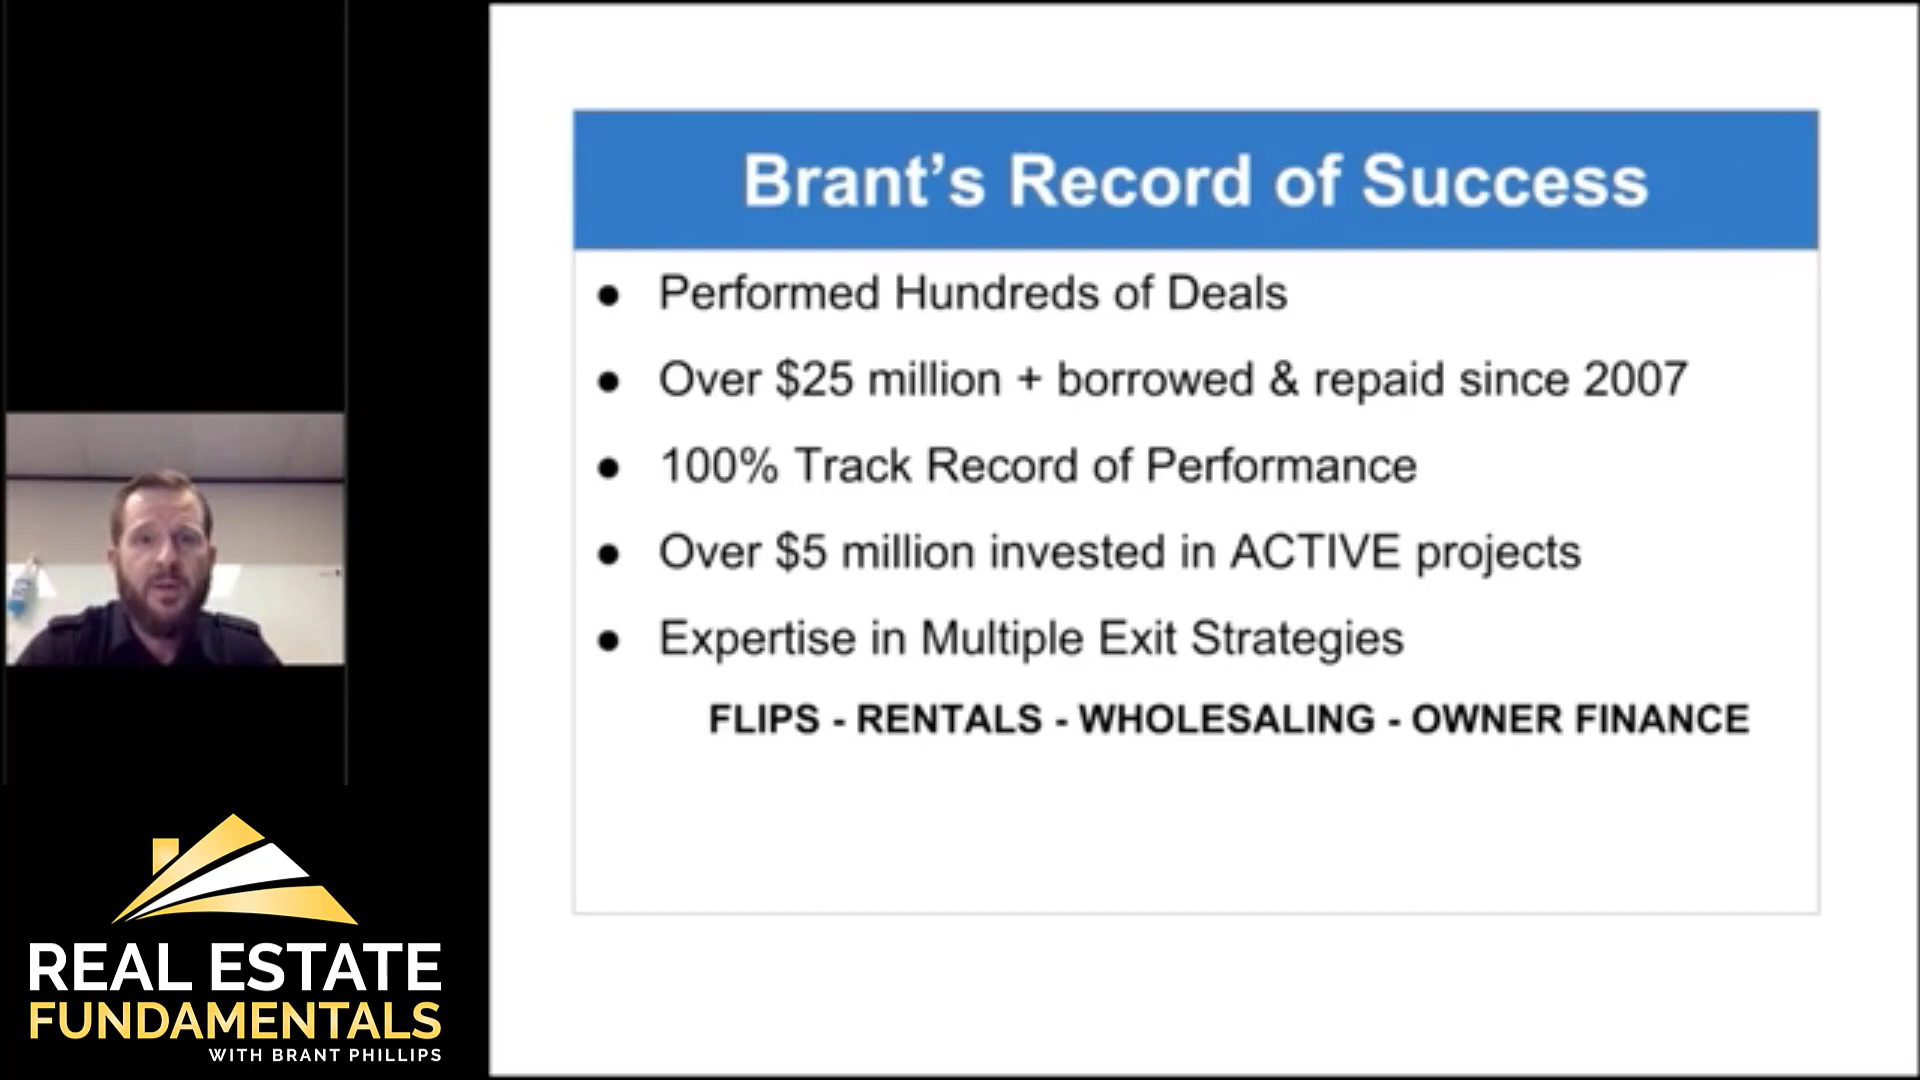 Brant’s Record of Success
● Performed Hundreds of Deals
● Over $25 million + borrowed & repaid since 2007
● 100% Track Record of Performance
● Over $5 million invested in ACTIVE projects
● Expertise in Multiple Exit Strategies
FLIPS - RENTALS - WHOLESALING - OWNER FINANCE
REAL ESTATE
FUNDAMENTALS
WITH BRANT PHILLIPS